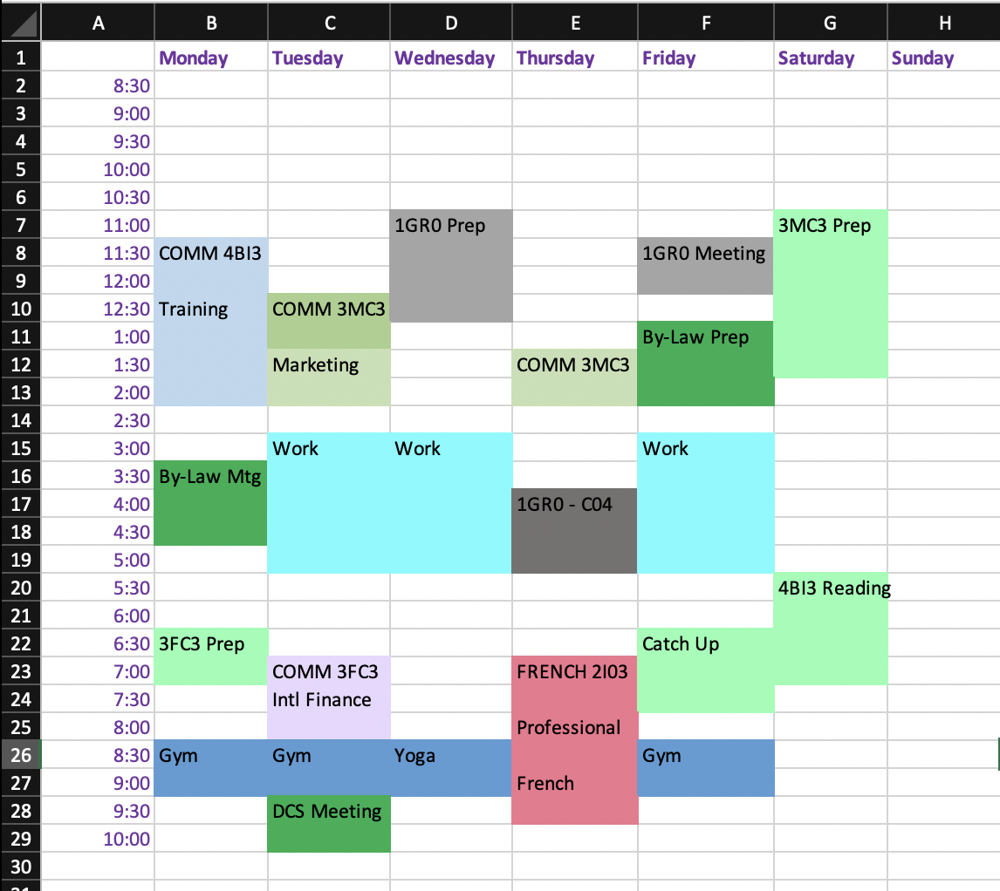 A B C D E F G H
1 Monday Tuesday Wednesday Thursday Friday Saturday Sunday
2 8:30
3 9:00
4 9:30
5 10:00
6 10:30
7 11:00 1GR0 Prep 3MC3 Prep
8 11:30 COMM 4BI3 1GR0 Meeting
9 12:00
10 12:30 Training COMM 3MC3
11 1:00 By-Law Prep
12 1:30 Marketing COMM 3MC3
13 2:00
14 2:30
15 3:00 Work Work Work
16 3:30 By-Law Mtg
17 4:00 1GR0 - C04
18 4:30
19 5:00
20 5:30 4BI3 Reading
21 6:00
22 6:30 3FC3 Prep Catch Up
23 7:00 COMM 3FC3 FRENCH 2I03
24 7:30 Intl Finance
25 8:00 Professional
26 8:30 Gym Gym Yoga Gym
27 9:00 French
28 9:30 DCS Meeting
29 10:00
30
31